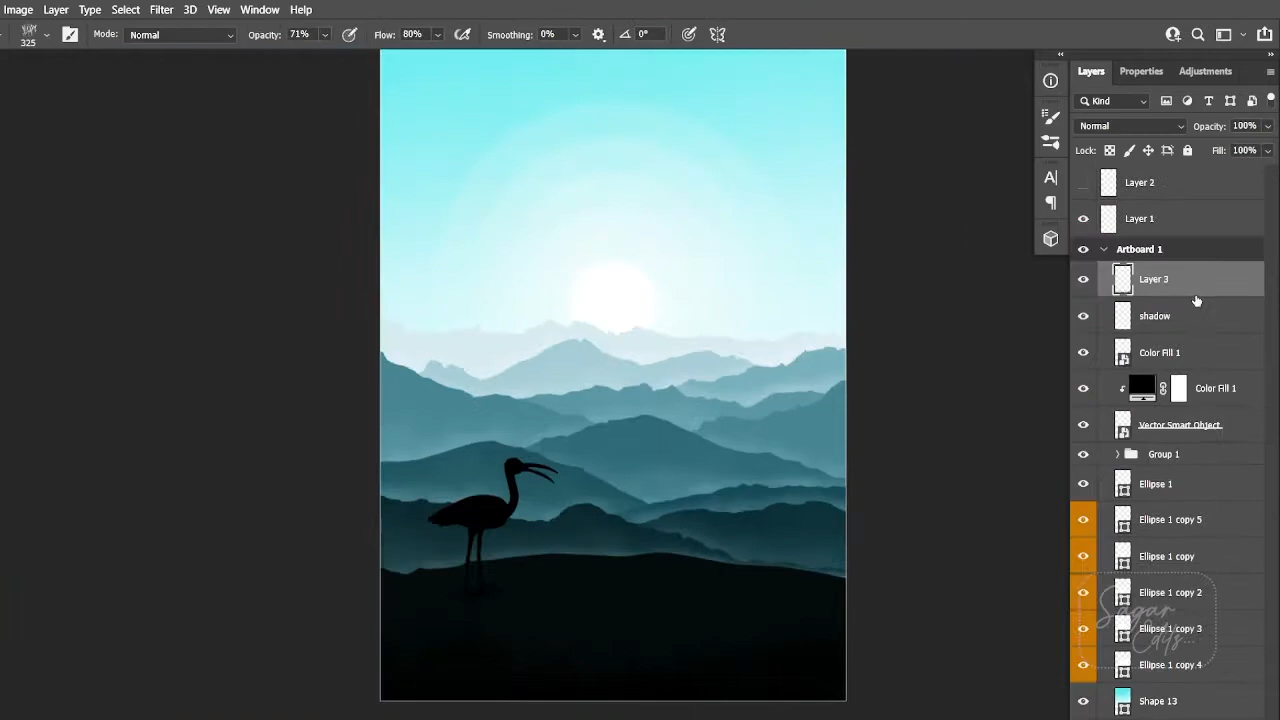 Image Layer Type Select Filter 3D View Window Help
325 Mode: Normal Opacity: 71% Flow: 80% Smoothing: 0% 0°
Layers Properties Adjustments
Kind
Normal Opacity: 100%
Lock: Fill: 100%
Layer 2
Layer 1
Artboard 1
Layer 3
shadow
Color Fill 1
Color Fill 1
Vector Smart Object
Group 1
Ellipse 1
Ellipse 1 copy 5
Ellipse 1 copy
Ellipse 1 copy 2
Ellipse 1 copy 3
Ellipse 1 copy 4
Shape 13
Sagar
Edits...